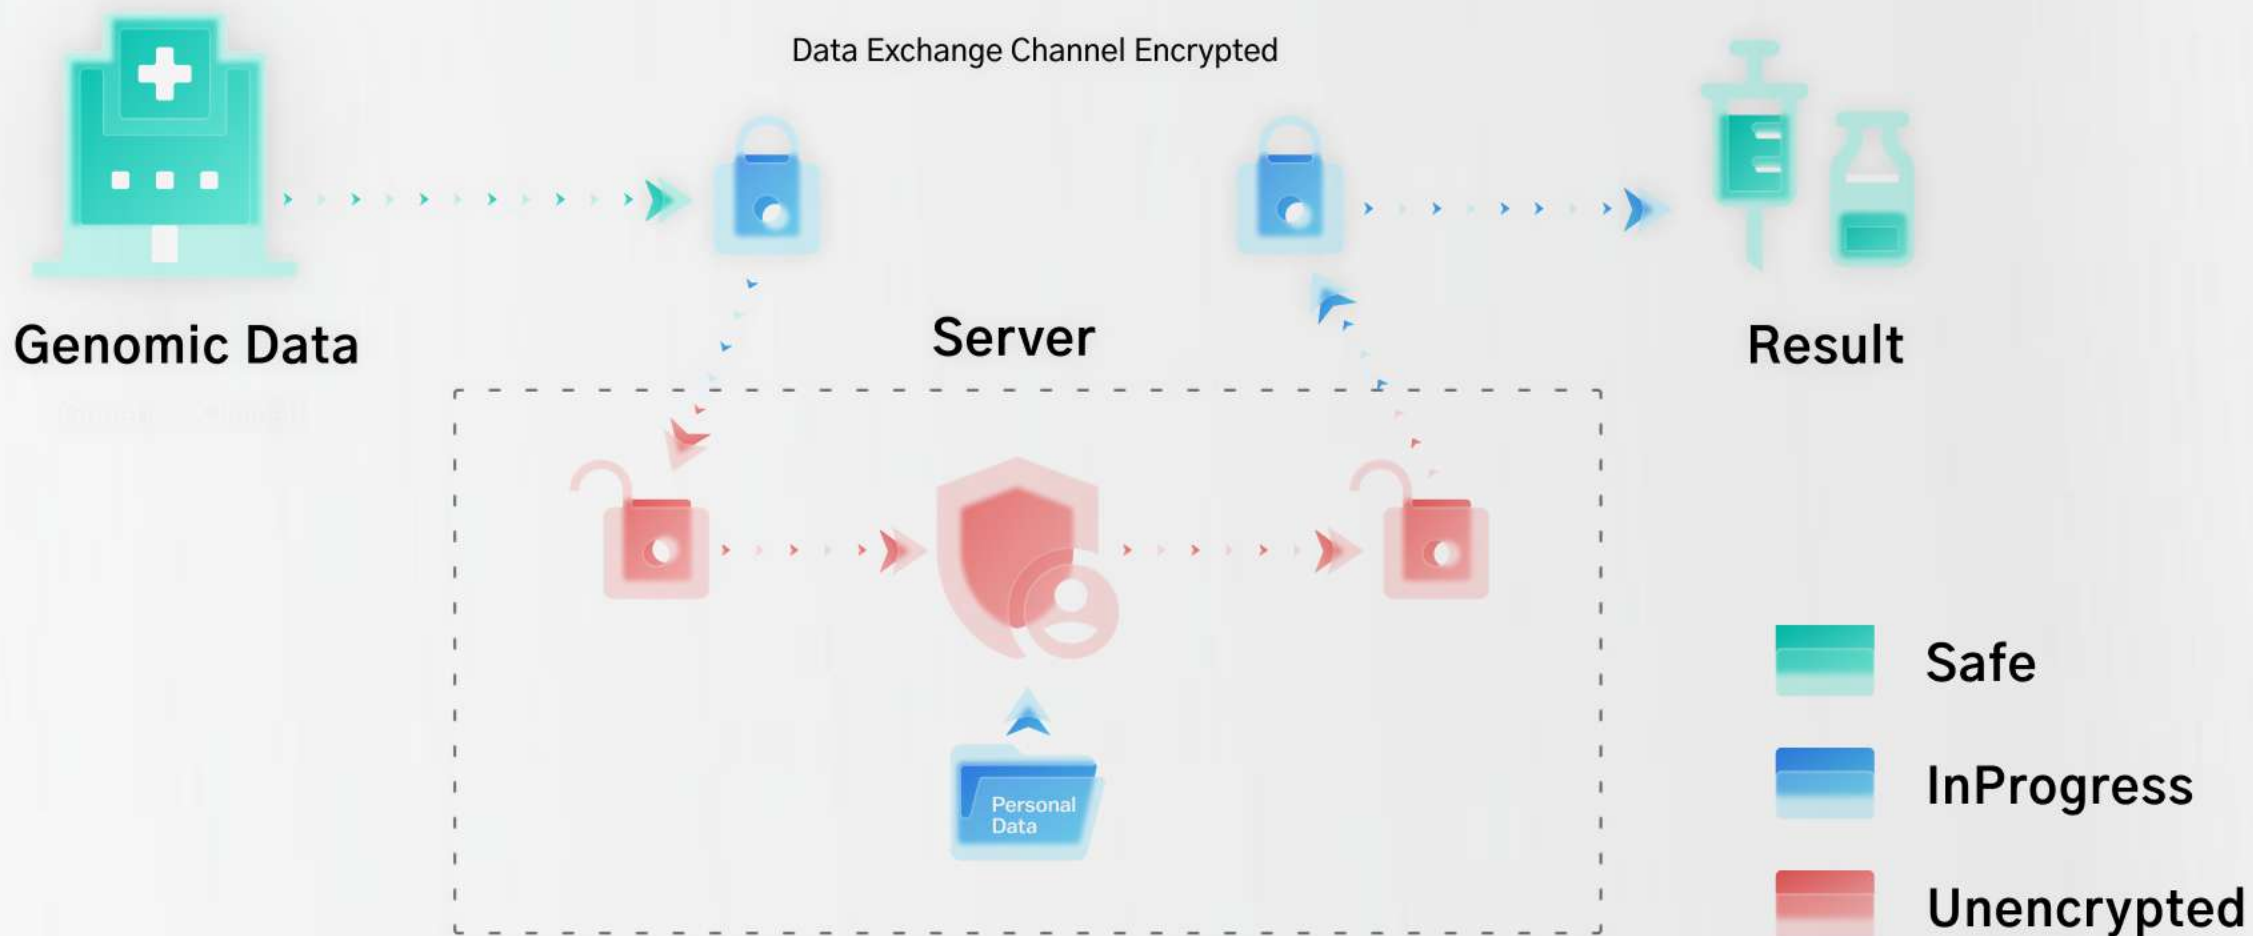 Data Exchange Channel Encrypted
Genomic Data
Server
Result
Personal
Data
Safe
InProgress
Unencrypted